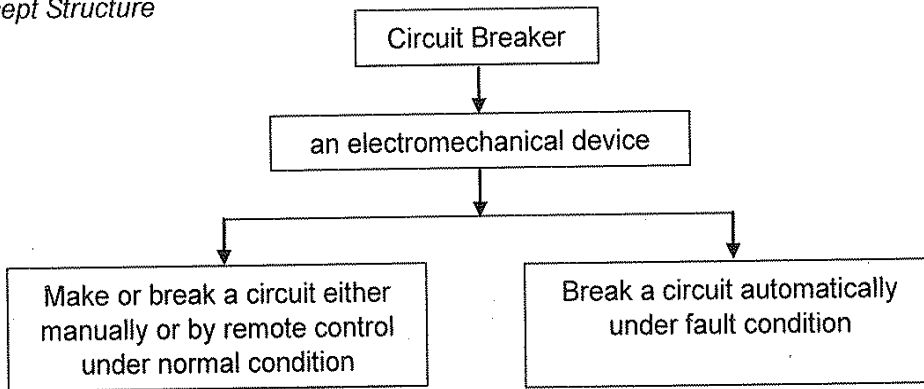 Structure
Circuit Breaker
an electromechanical device
Make or break a circuit either
manually or by remote control
under normal condition
Break a circuit automatically
under fault condition